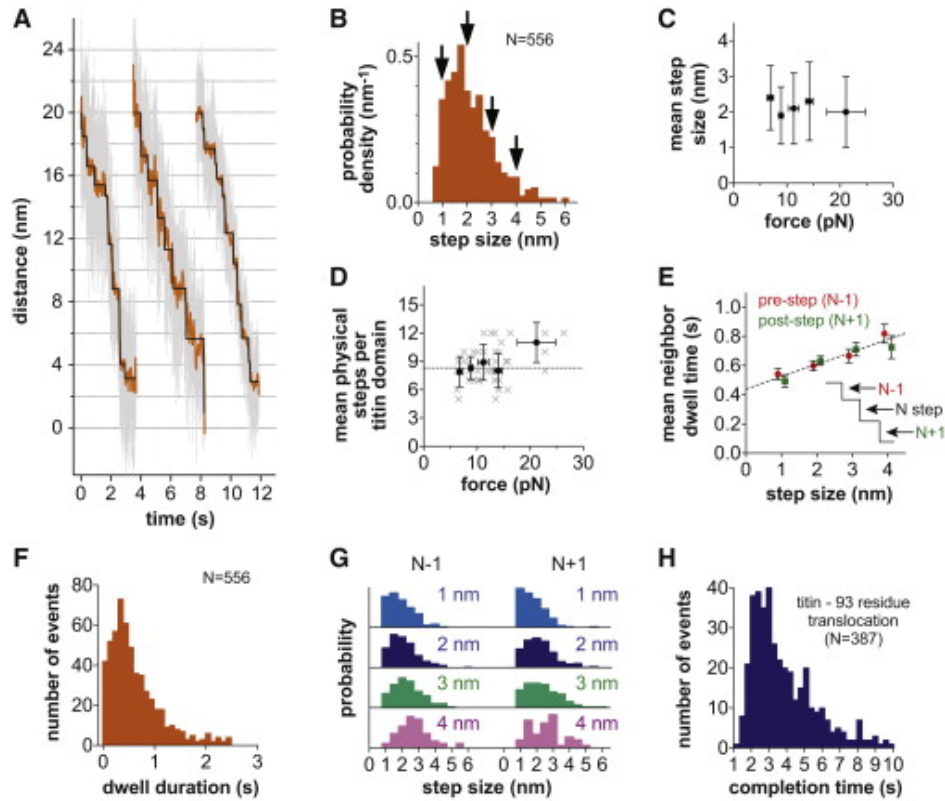 A
distance (nm)
24
20
16
12
8
4
0
0 2 4 6 8 10 12
time (s)
B
N=556
probability
density (nm-1)
0.5
0.0
1 2 3 4 5 6
step size (nm)
C
mean step
size (nm)
4
3
2
1
0
0 10 20 30
force (pN)
D
mean physical
steps per
titin domain
15
12
9
6
3
0
0 10 20 30
force (pN)
E
pre-step (N-1)
post-step (N+1)
mean neighbor
dwell time (s)
1.0
0.8
0.6
0.4
0.2
0.0
N-1
N step
N+1
0 1 2 3 4
step size (nm)
F
N=556
number of events
80
60
40
20
0
0 1 2 3
dwell duration (s)
G
N-1 N+1
probability
1 nm 1 nm
2 nm 2 nm
3 nm 3 nm
4 nm 4 nm
0 1 2 3 4 5 6 0 1 2 3 4 5 6
step size (nm)
H
titin - 93 residue
translocation
(N=387)
number of events
40
30
20
10
0
1 2 3 4 5 6 7 8 9 10
completion time (s)